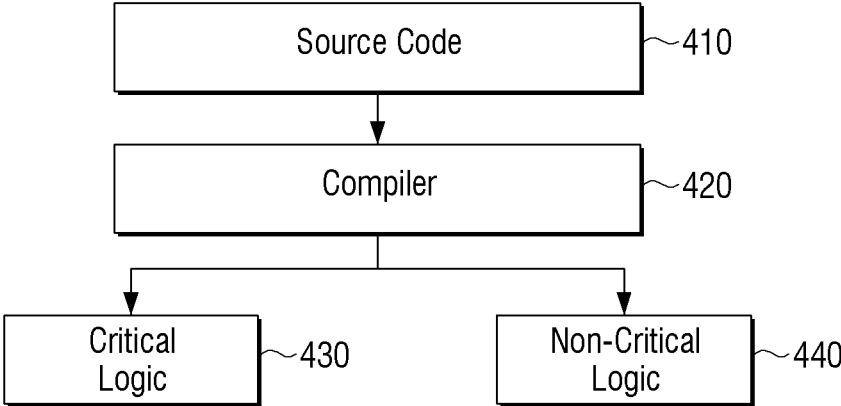 Source Code
410
Compiler
420
Critical
Logic
430
Non-Critical
Logic
440